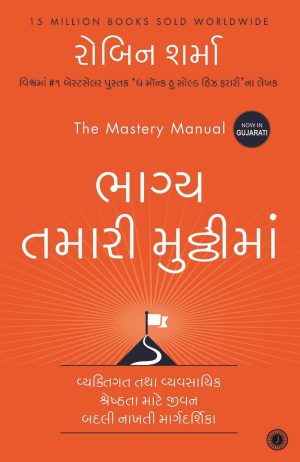 15 MILLION BOOKS SOLD WORLDWIDE
રોબિન શર્મા
વિશ્વમાં #૧ બેસ્ટસેલર પુસ્તક ‘ધ મૉન્ક હુ સોલ્ડ હિઝ ફરારી’ના લેખક
The Mastery Manual
NOW IN
GUJARATI
ભાગ્ય
તમારી મુઠ્ઠીમાં
વ્યક્તિગત તથા વ્યવસાયિક
શ્રેષ્ઠતા માટે જીવન
બદલી નાખતી માર્ગદર્શિકા